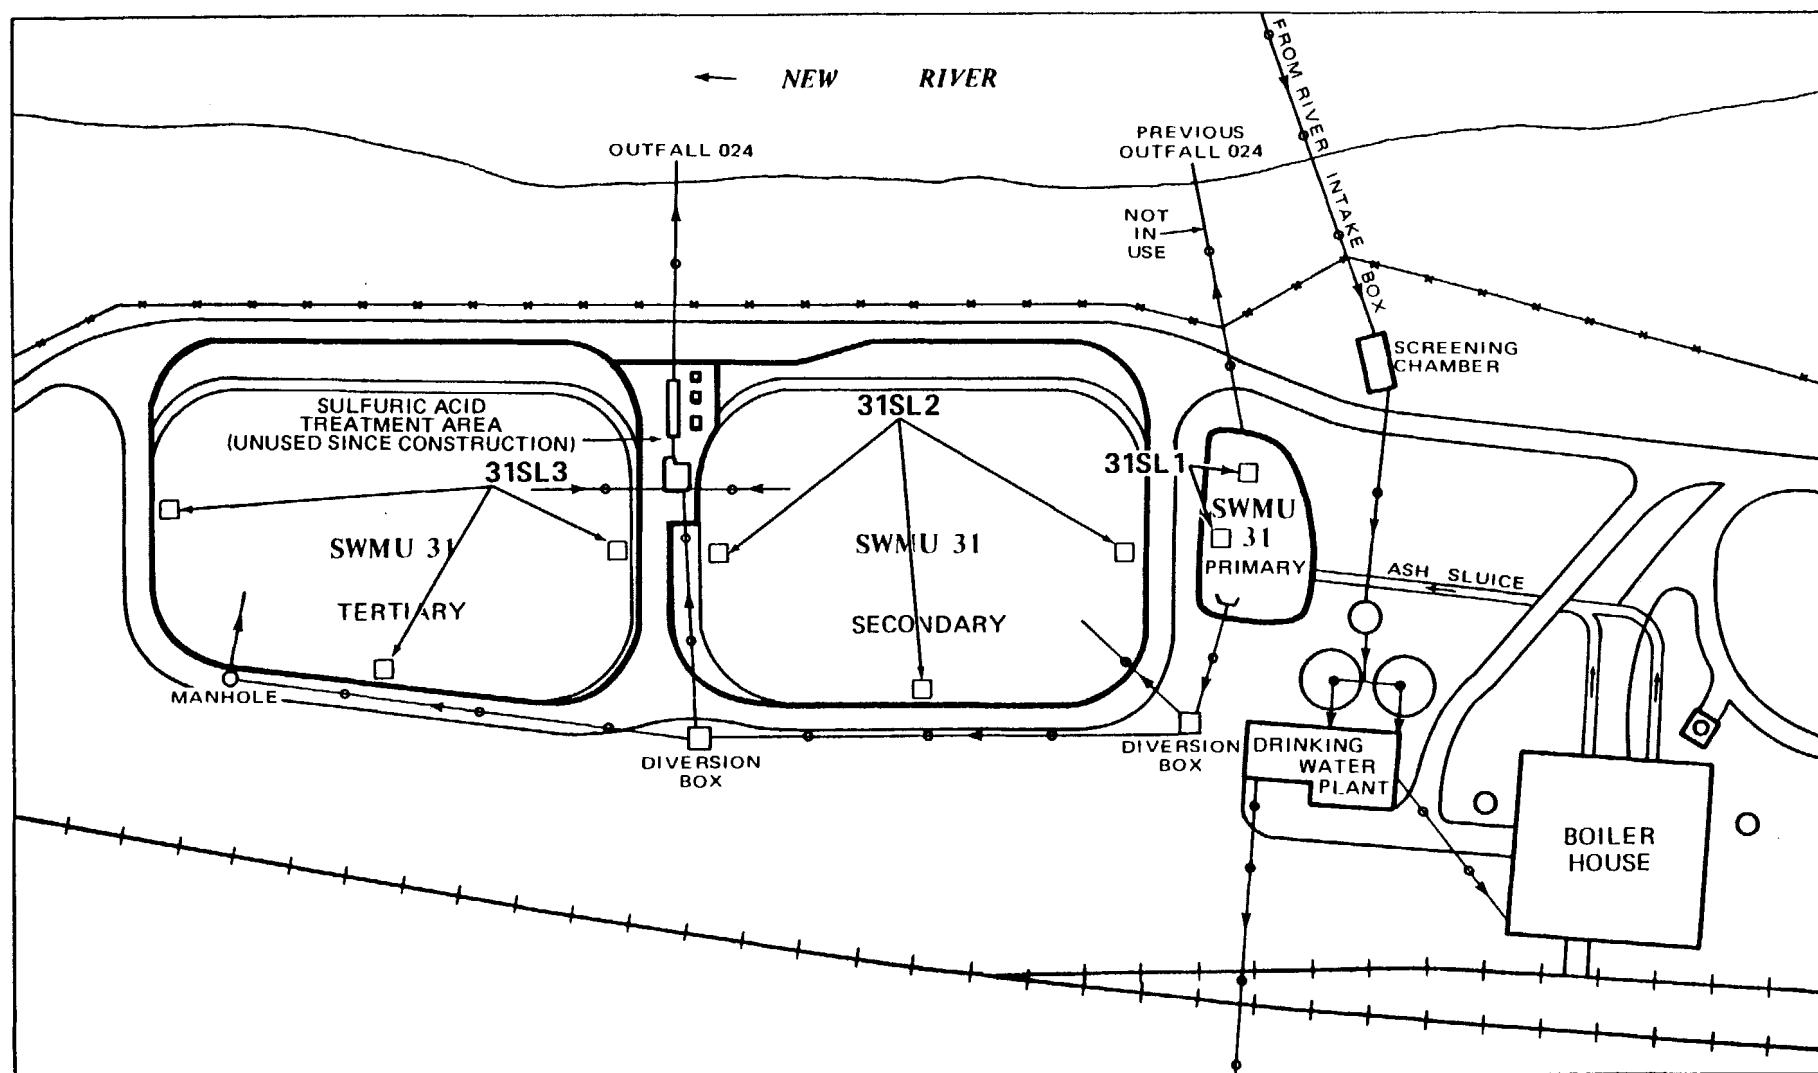 NEW RIVER
FROM RIVER INTAKE BOX
OUTFALL 024
PREVIOUS
OUTFALL 024
NOT
IN
USE
SCREENING
CHAMBER
SULFURIC ACID
TREATMENT AREA
(UNUSED SINCE CONSTRUCTION)
31SL3
31SL2
31SL1
SWMU 31
TERTIARY
SWMU 31
SECONDARY
SWMU
31
PRIMARY
ASH SLUICE
MANHOLE
DIVERSION
BOX
DIVERSION
BOX
DRINKING
WATER
PLANT
BOILER
HOUSE